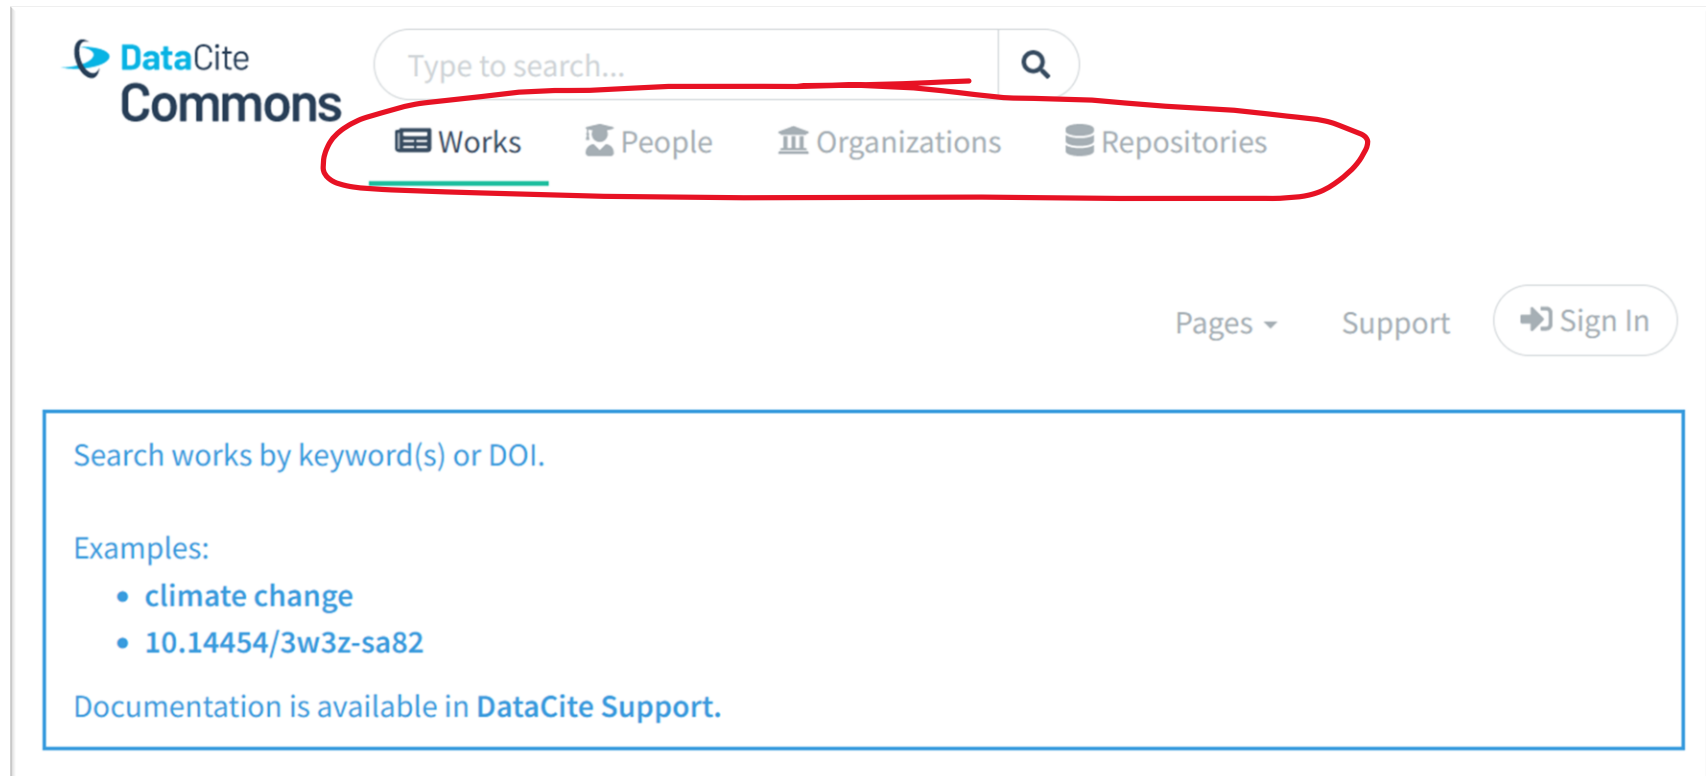 DataCite
Commons
Type to search...
Works People Organizations Repositories
Pages Support Sign In
Search works by keyword(s) or DOI.
Examples:
• climate change
• 10.14454/3w3z-sa82
Documentation is available in DataCite Support.